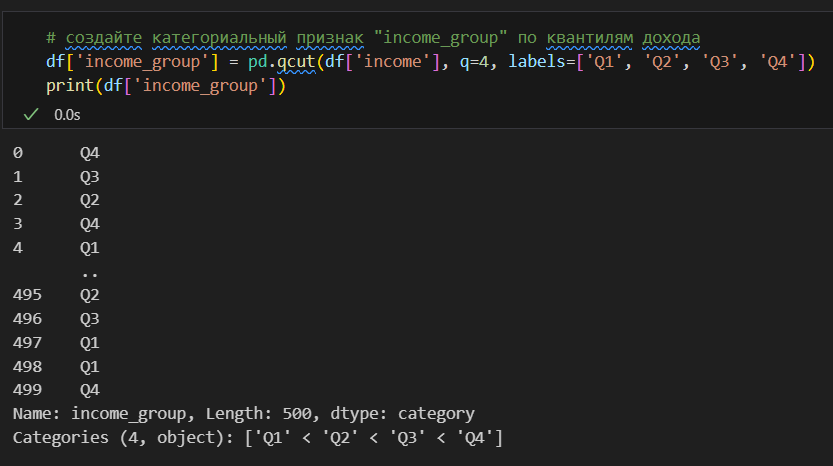 # создайте категориальный признак "income_group" по квантилям дохода
df['income_group'] = pd.qcut(df['income'], q=4, labels=['Q1', 'Q2', 'Q3', 'Q4'])
print(df['income_group'])
0.0s
0      Q4
1      Q3
2      Q2
3      Q4
4      Q1
       ..
495    Q2
496    Q3
497    Q1
498    Q1
499    Q4
Name: income_group, Length: 500, dtype: category
Categories (4, object): ['Q1' < 'Q2' < 'Q3' < 'Q4']